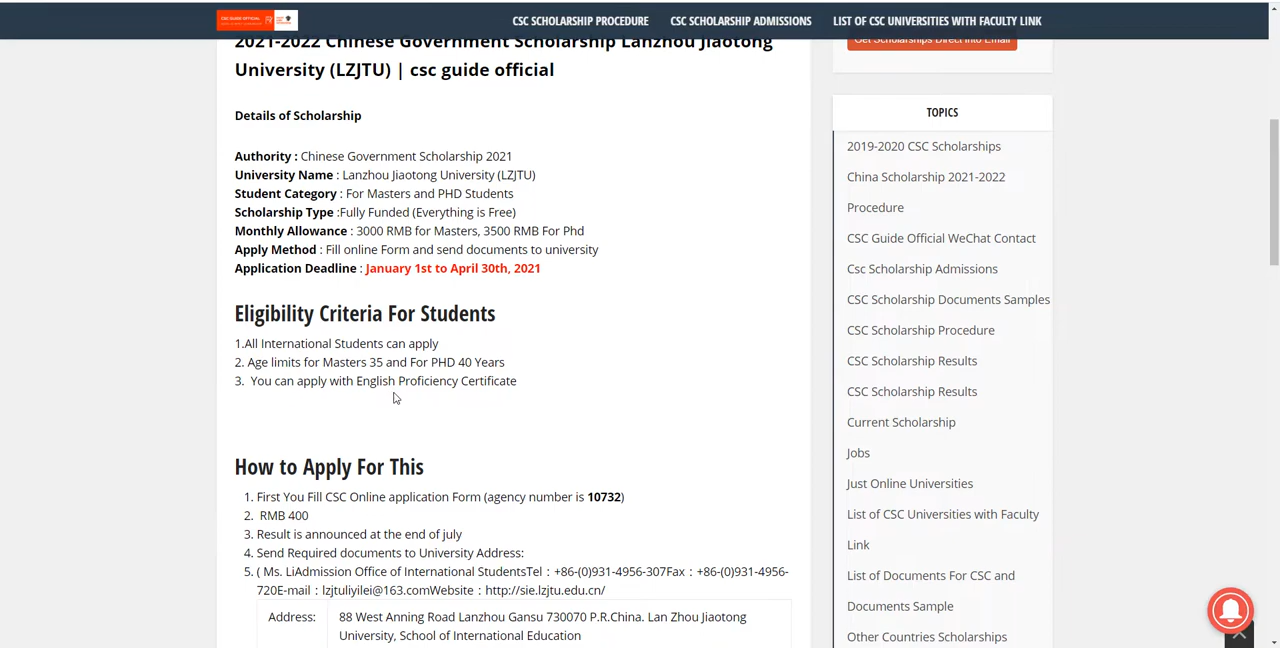 CSC GUIDE OFFICIAL
CSC SCHOLARSHIP PROCEDURE
CSC SCHOLARSHIP ADMISSIONS
LIST OF CSC UNIVERSITIES WITH FACULTY LINK
2021-2022 Chinese Government Scholarship Lanzhou Jiaotong
University (LZJTU) | csc guide official
Details of Scholarship
Authority : Chinese Government Scholarship 2021
University Name : Lanzhou Jiaotong University (LZJTU)
Student Category : For Masters and PHD Students
Scholarship Type :Fully Funded (Everything is Free)
Monthly Allowance : 3000 RMB for Masters, 3500 RMB For Phd
Apply Method : Fill online Form and send documents to university
Application Deadline : January 1st to April 30th, 2021
Eligibility Criteria For Students
1.All International Students can apply
2. Age limits for Masters 35 and For PHD 40 Years
3. You can apply with English Proficiency Certificate
How to Apply For This
1. First You Fill CSC Online application Form (agency number is 10732)
2. RMB 400
3. Result is announced at the end of july
4. Send Required documents to University Address:
5. ( Ms. LiAdmission Office of International StudentsTel：+86-(0)931-4956-307Fax：+86-(0)931-4956-
720E-mail：lzjtuliyilei@163.comWebsite：http://sie.lzjtu.edu.cn/
Address: 88 West Anning Road Lanzhou Gansu 730070 P.R.China. Lan Zhou Jiaotong
University, School of International Education
Get Scholarships Direct Into Email
TOPICS
2019-2020 CSC Scholarships
China Scholarship 2021-2022
Procedure
CSC Guide Official WeChat Contact
Csc Scholarship Admissions
CSC Scholarship Documents Samples
CSC Scholarship Procedure
CSC Scholarship Results
CSC Scholarship Results
Current Scholarship
Jobs
Just Online Universities
List of CSC Universities with Faculty
Link
List of Documents For CSC and
Documents Sample
Other Countries Scholarships